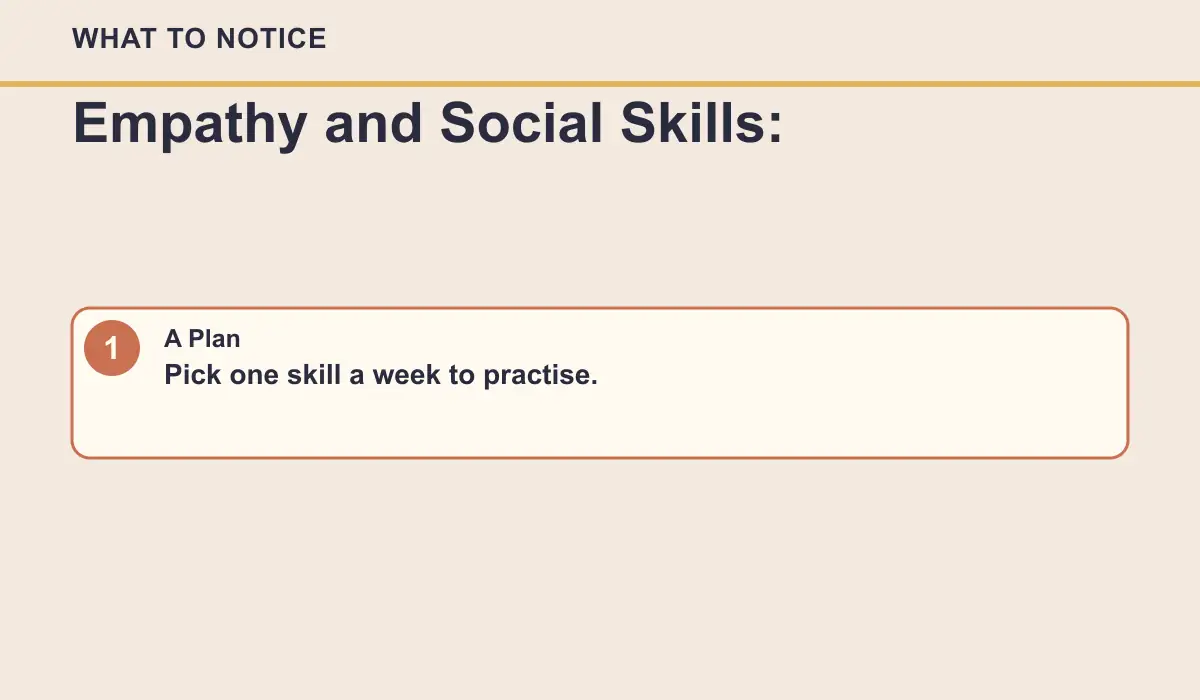 WHAT TO NOTICE
Empathy and Social Skills:
1
A Plan
Pick one skill a week to practise.